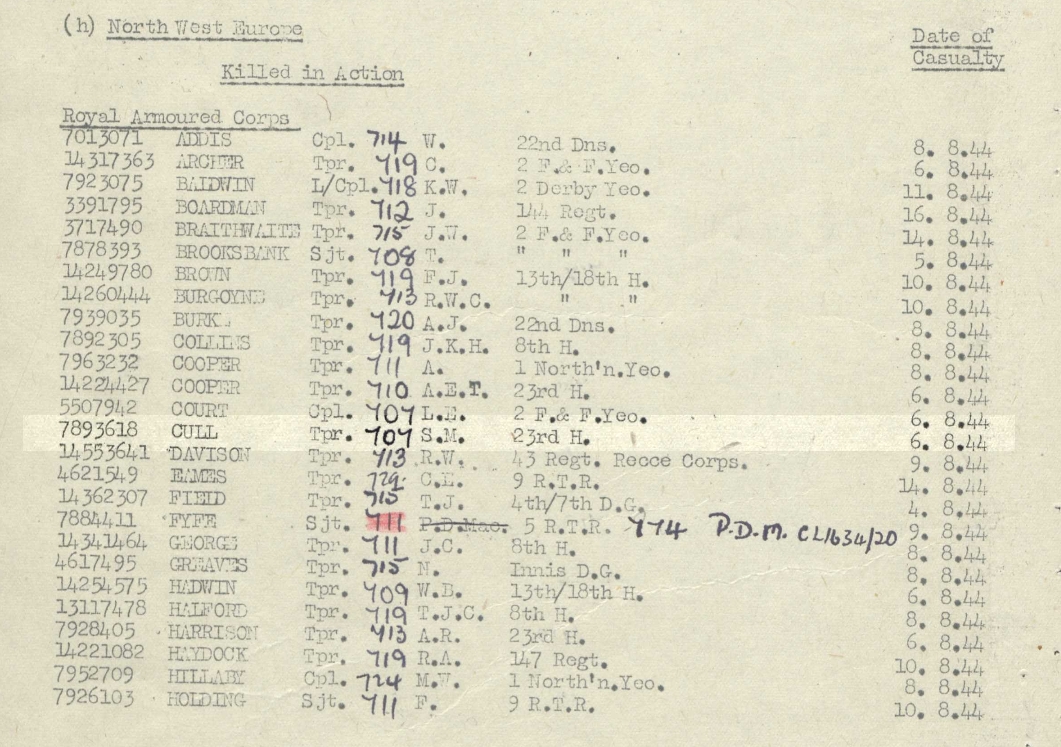 (h) North West Europe
Date of Casualty
Killed in Action
Royal Armoured Corps
7013071 ADDIS Cpl. 714 W. 22nd Dns. 8. 8.44
14317363 ARCHER Tpr. 719 C. 2 F.& F.Yeo. 6. 8.44
7923075 BALDWIN L/Cpl. 718 K.W. 2 Derby Yeo. 11. 8.44
3391795 BOARDMAN Tpr. 712 J. 144 Regt. 16. 8.44
3717490 BRAITHWAITE Tpr. 715 J.W. 2 F.& F.Yeo. 14. 8.44
7878393 BROOKSBANK Sjt. 708 T. " " " 5. 8.44
14249780 BROWN Tpr. 719 F.J. 13th/18th H. 10. 8.44
14260444 BURGOYNE Tpr. 713 R.W.C. " " 10. 8.44
7939035 BURKE Tpr. 720 A.J. 22nd Dns. 8. 8.44
7892305 COLLINS Tpr. 719 J.K.H. 8th H. 8. 8.44
7963232 COOPER Tpr. 711 A. 1 North'n.Yeo. 8. 8.44
14224427 COOPER Tpr. 710 A.E.T. 23rd H. 6. 8.44
5507942 COURT Cpl. 707 L.E. 2 F.& F.Yeo. 6. 8.44
7893618 CULL Tpr. 707 S.M. 23rd H. 6. 8.44
14553641 DAVISON Tpr. 713 R.W. 43 Regt. Recce Corps. 9. 8.44
4621549 EAMES Tpr. C.E. 9 R.T.R. 14. 8.44
14362307 FIEID Tpr. 715 T.J. 4th/7th D.G. 4. 8.44
7884411 FYFE Sjt. 711 P.D.Mac. 5 R.T.R. 774 P.D.M. CL1634/20 9. 8.44
14341464 GEORGE Tpr. 711 J.C. 8th H. 8. 8.44
4617495 GREAVES Tpr. 715 N. Innis D.G. 8. 8.44
14254575 HADWIN Tpr. 709 W.B. 13th/18th H. 6. 8.44
13117478 HALFORD Tpr. 719 T.J.C. 8th H. 8. 8.44
7928405 HARRISON Tpr. 713 A.R. 23rd H. 6. 8.44
14221082 HAYDOCK Tpr. 719 R.A. 147 Regt. 10. 8.44
7952709 HILLABY Cpl. 724 M.W. 1 North'n.Yeo. 8. 8.44
7926103 HOLDING Sjt. 711 F. 9 R.T.R. 10. 8.44